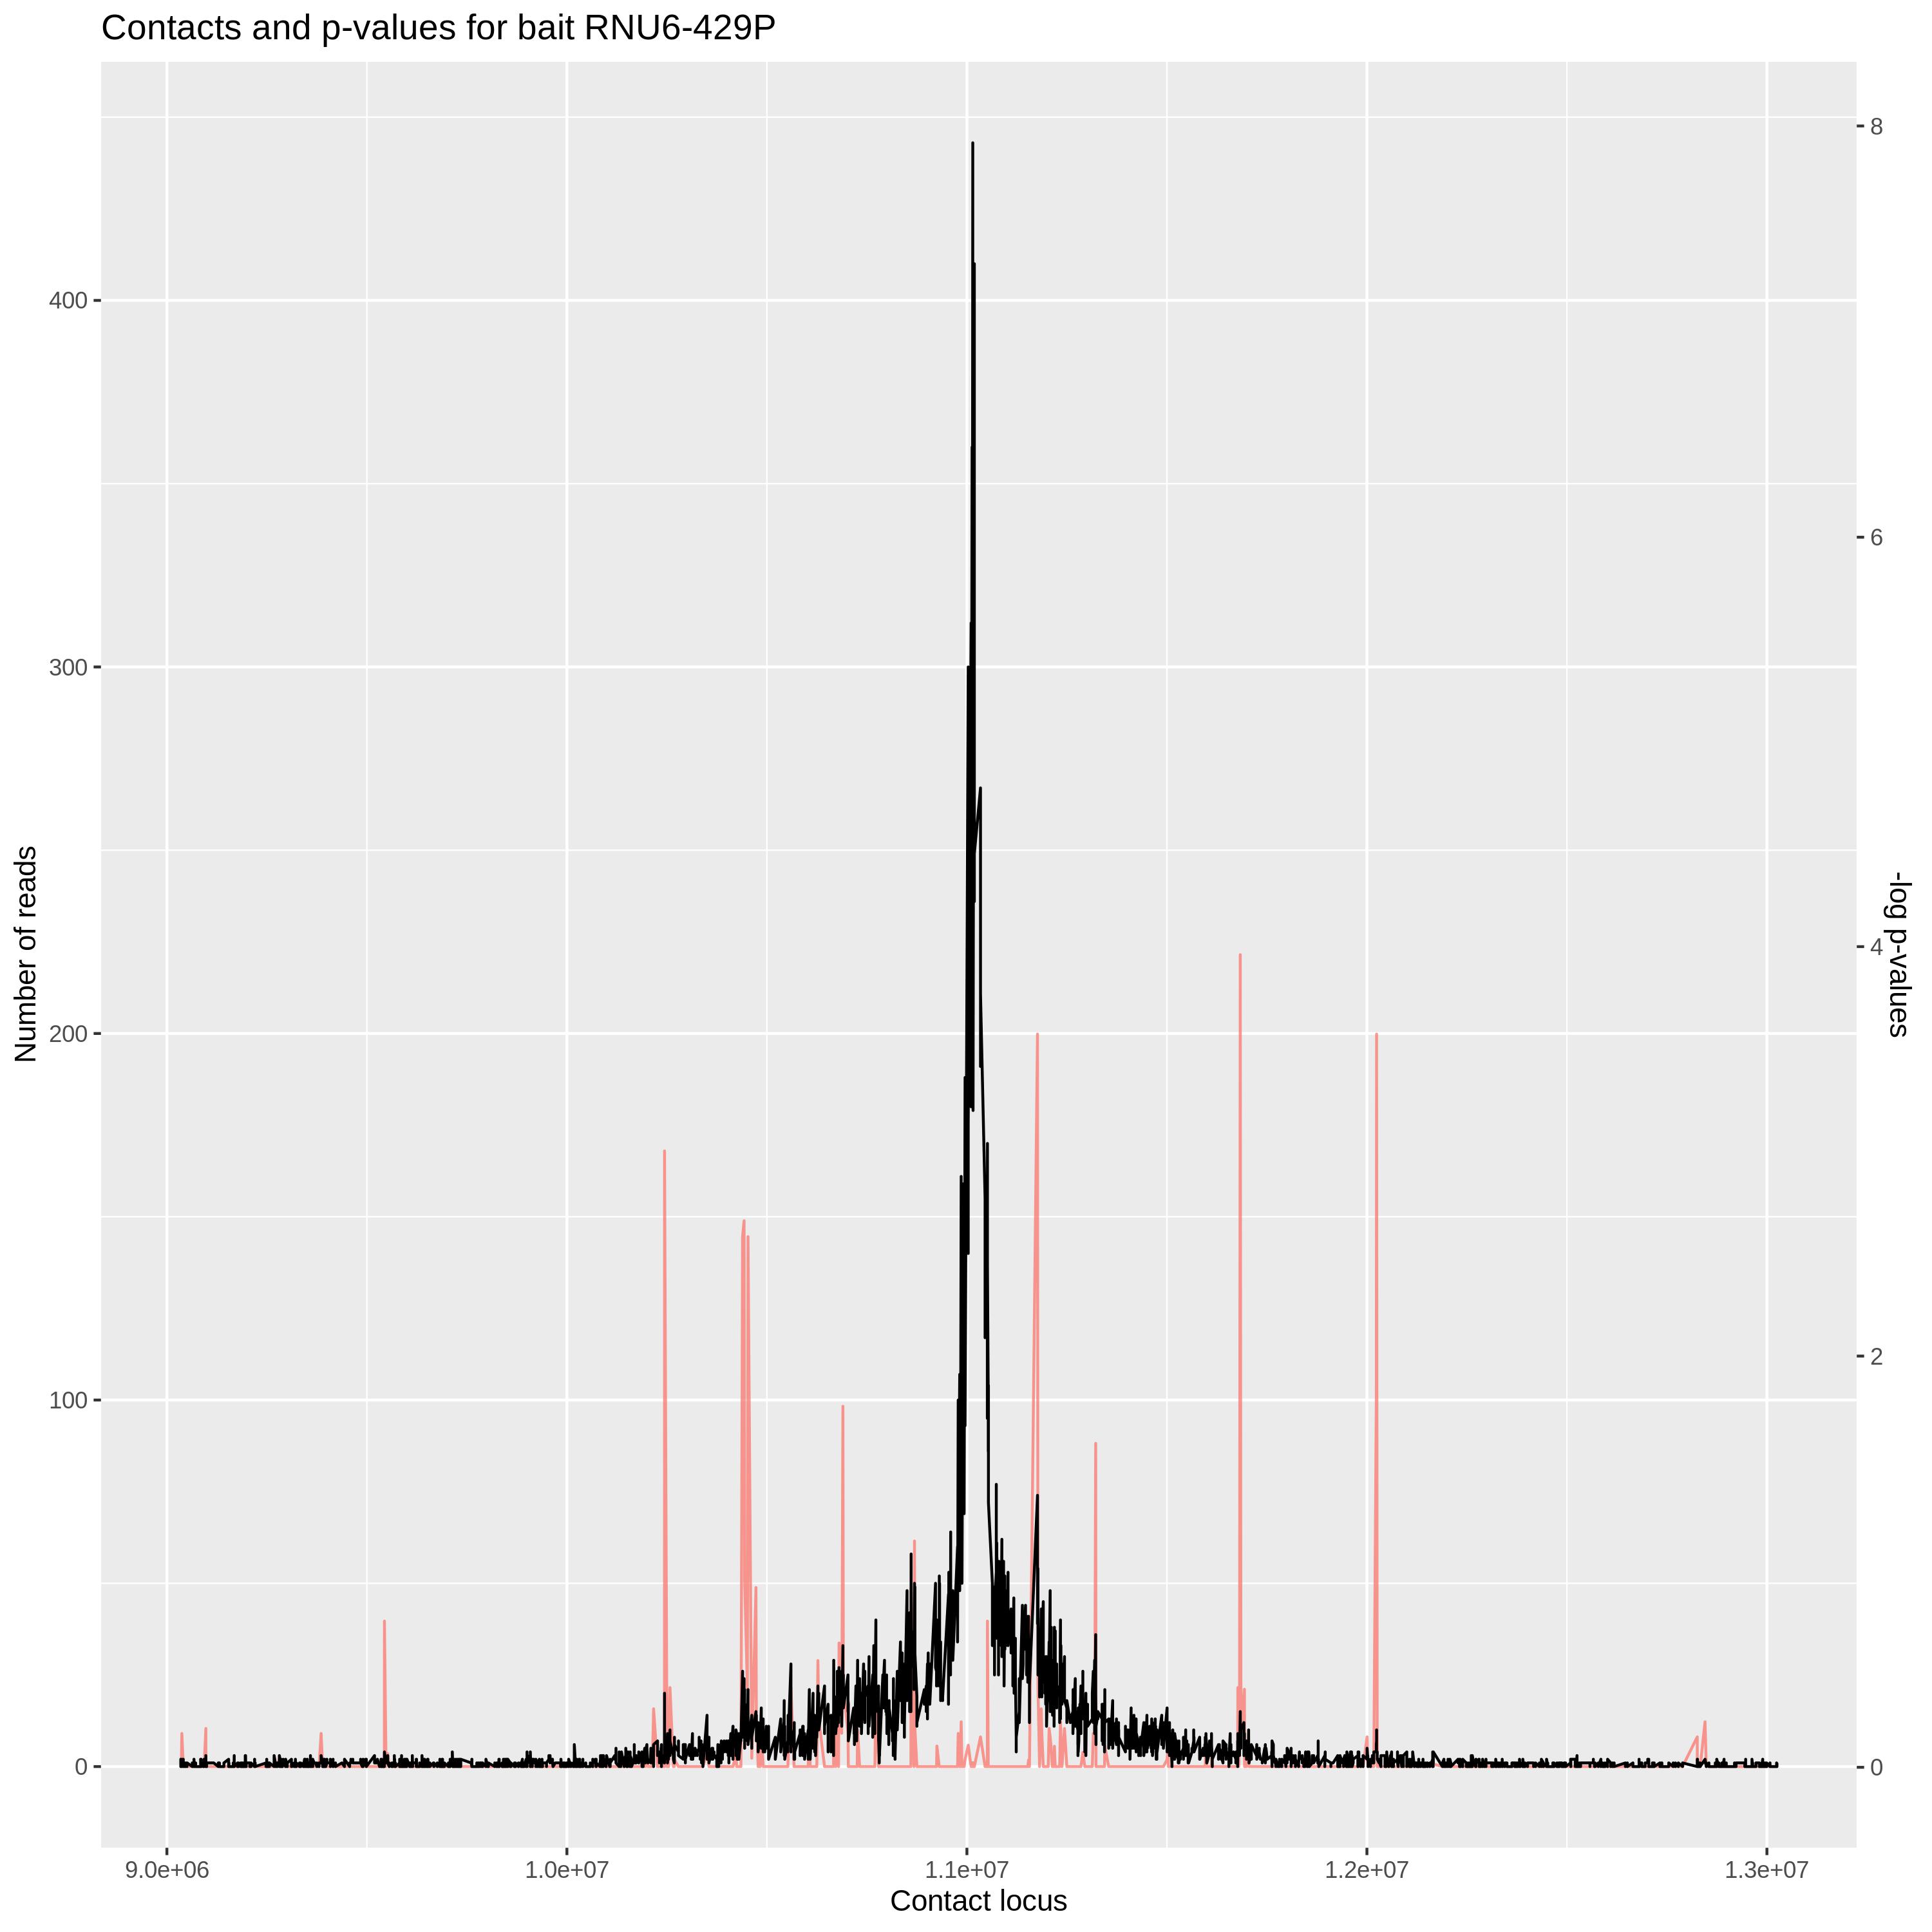 Contacts and p-values for bait RNU6-429P
Number of reads
400
300
200
100
0
8
6
4
2
0
-log p-values
9.0e+06
1.0e+07
1.1e+07
1.2e+07
1.3e+07
Contact locus